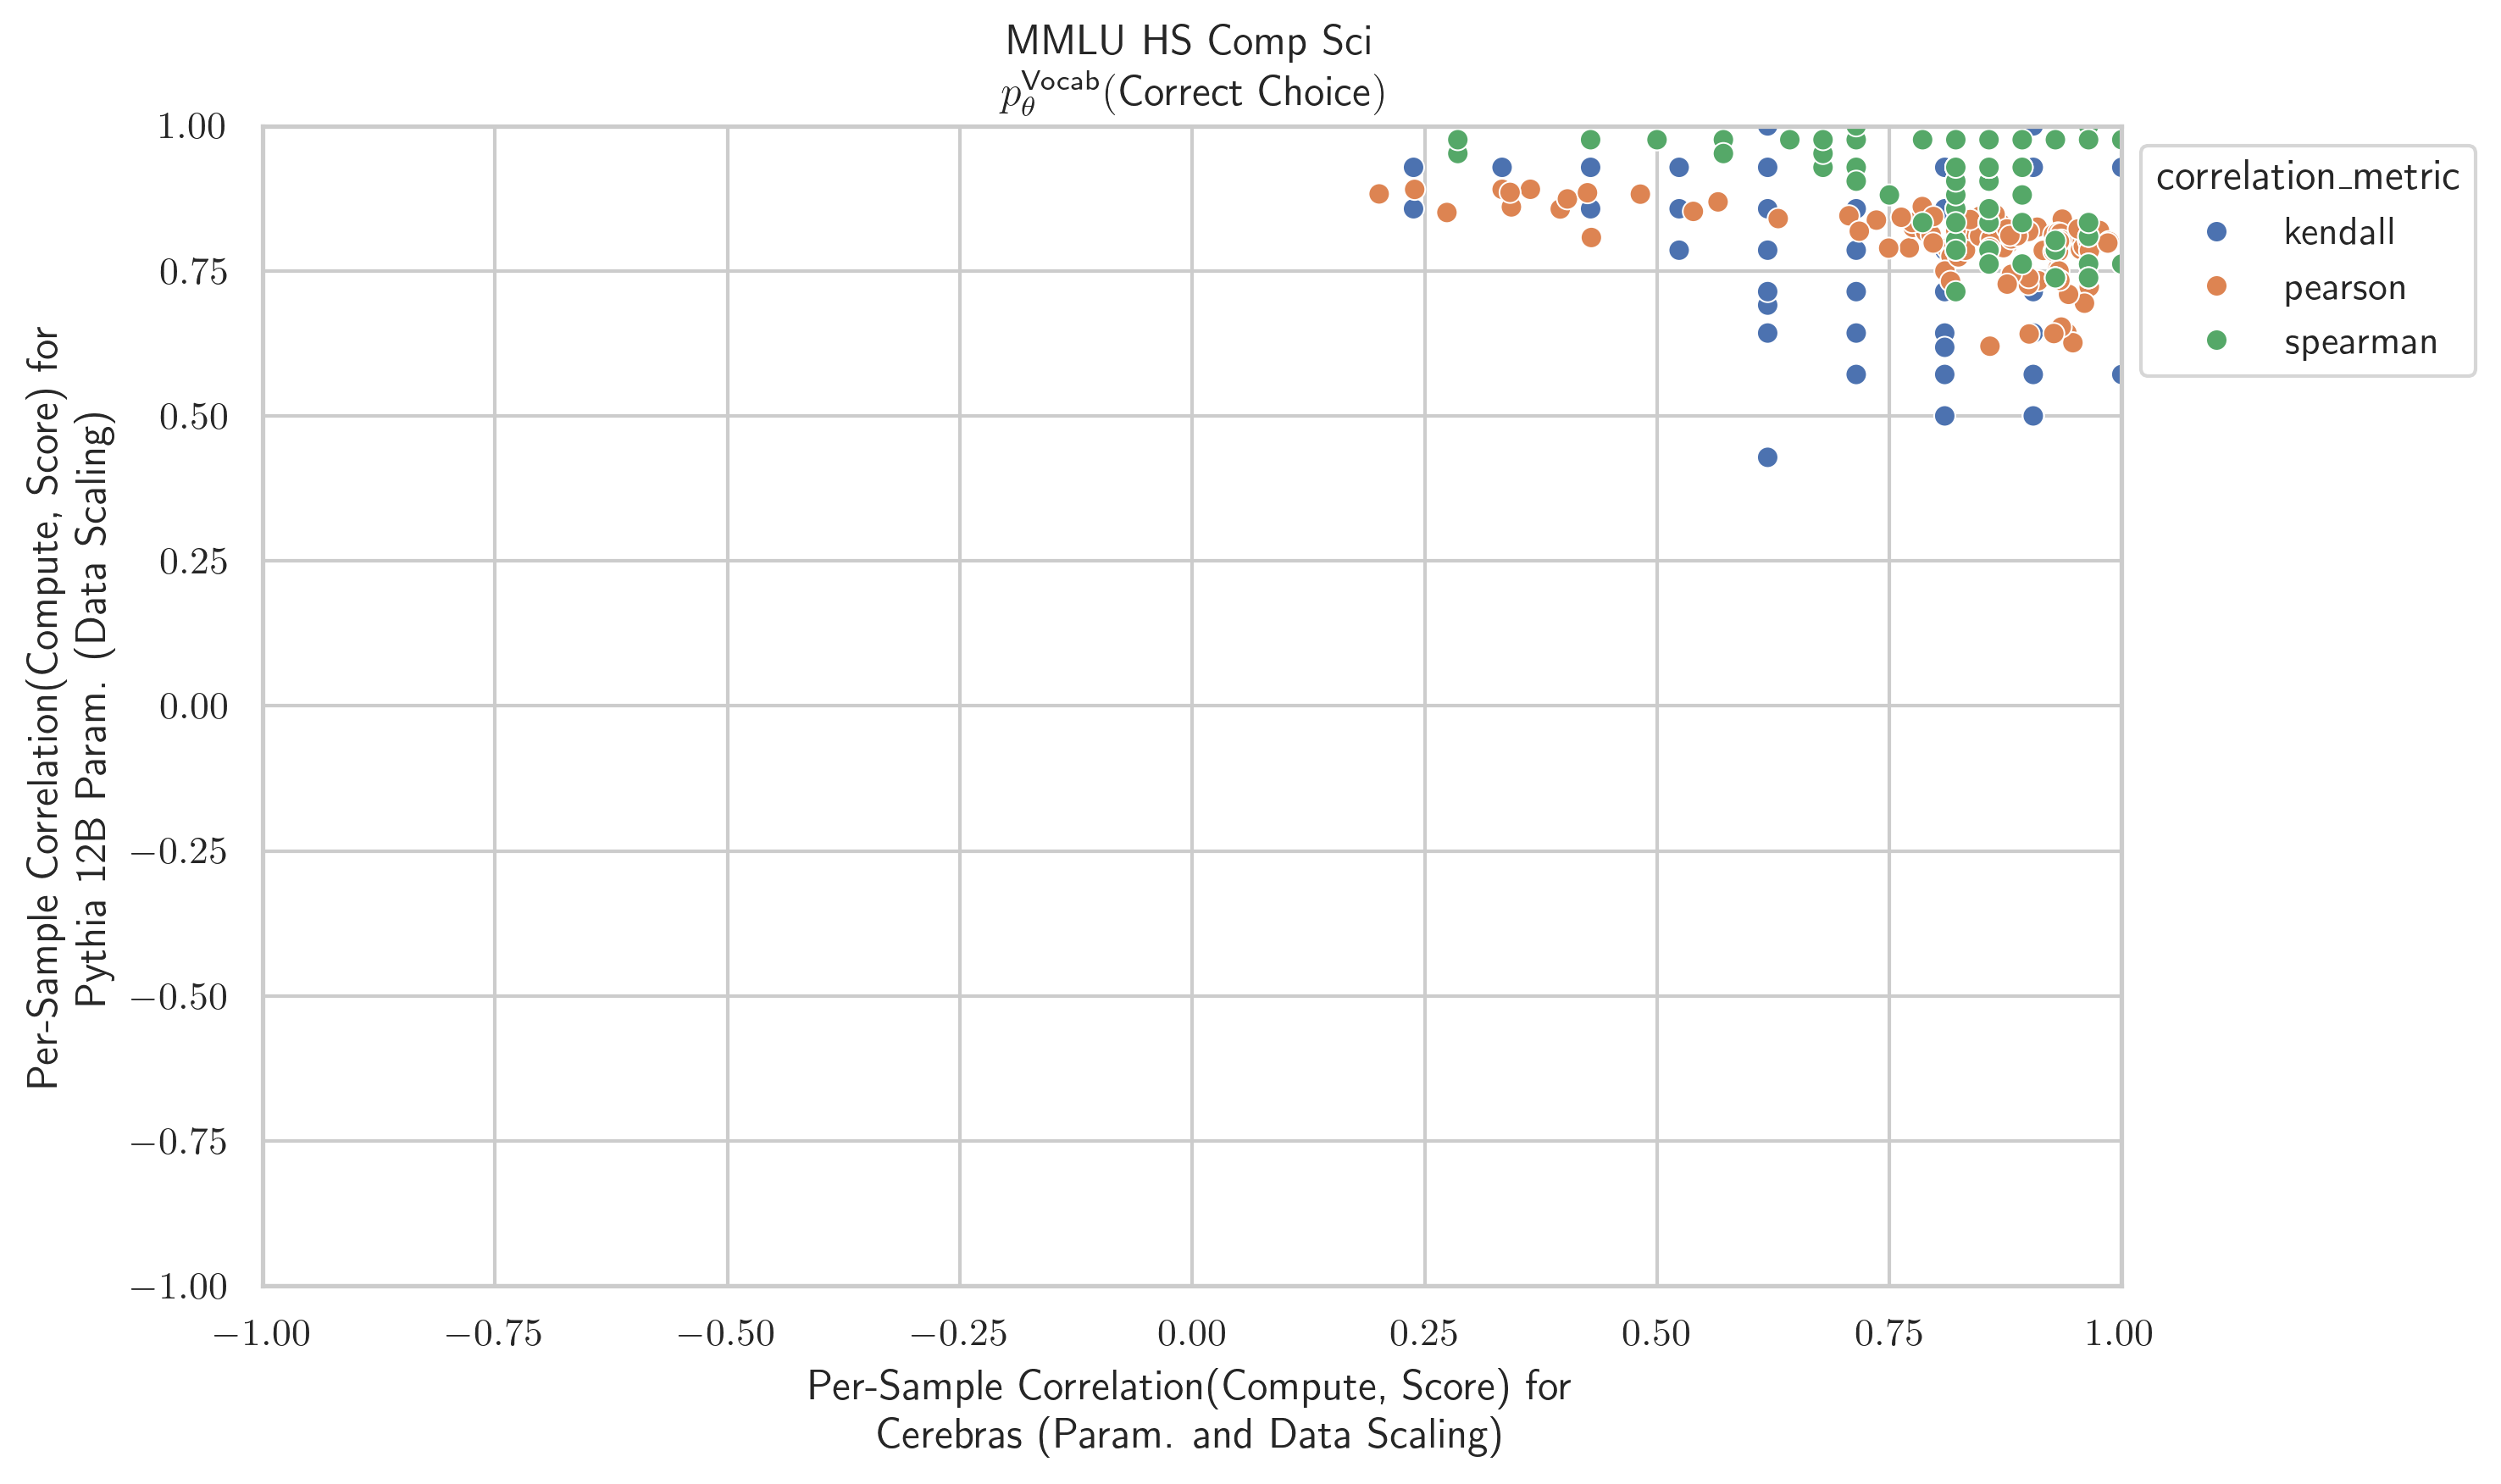 MMLU HS Comp Sci
p_θ^Vocab(Correct Choice)
1.00
0.75
0.50
0.25
0.00
−0.25
−0.50
−0.75
−1.00
Per-Sample Correlation(Compute, Score) for
Pythia 12B Param. (Data Scaling)
correlation_metric
kendall
pearson
spearman
−1.00 −0.75 −0.50 −0.25 0.00 0.25 0.50 0.75 1.00
Per-Sample Correlation(Compute, Score) for
Cerebras (Param. and Data Scaling)